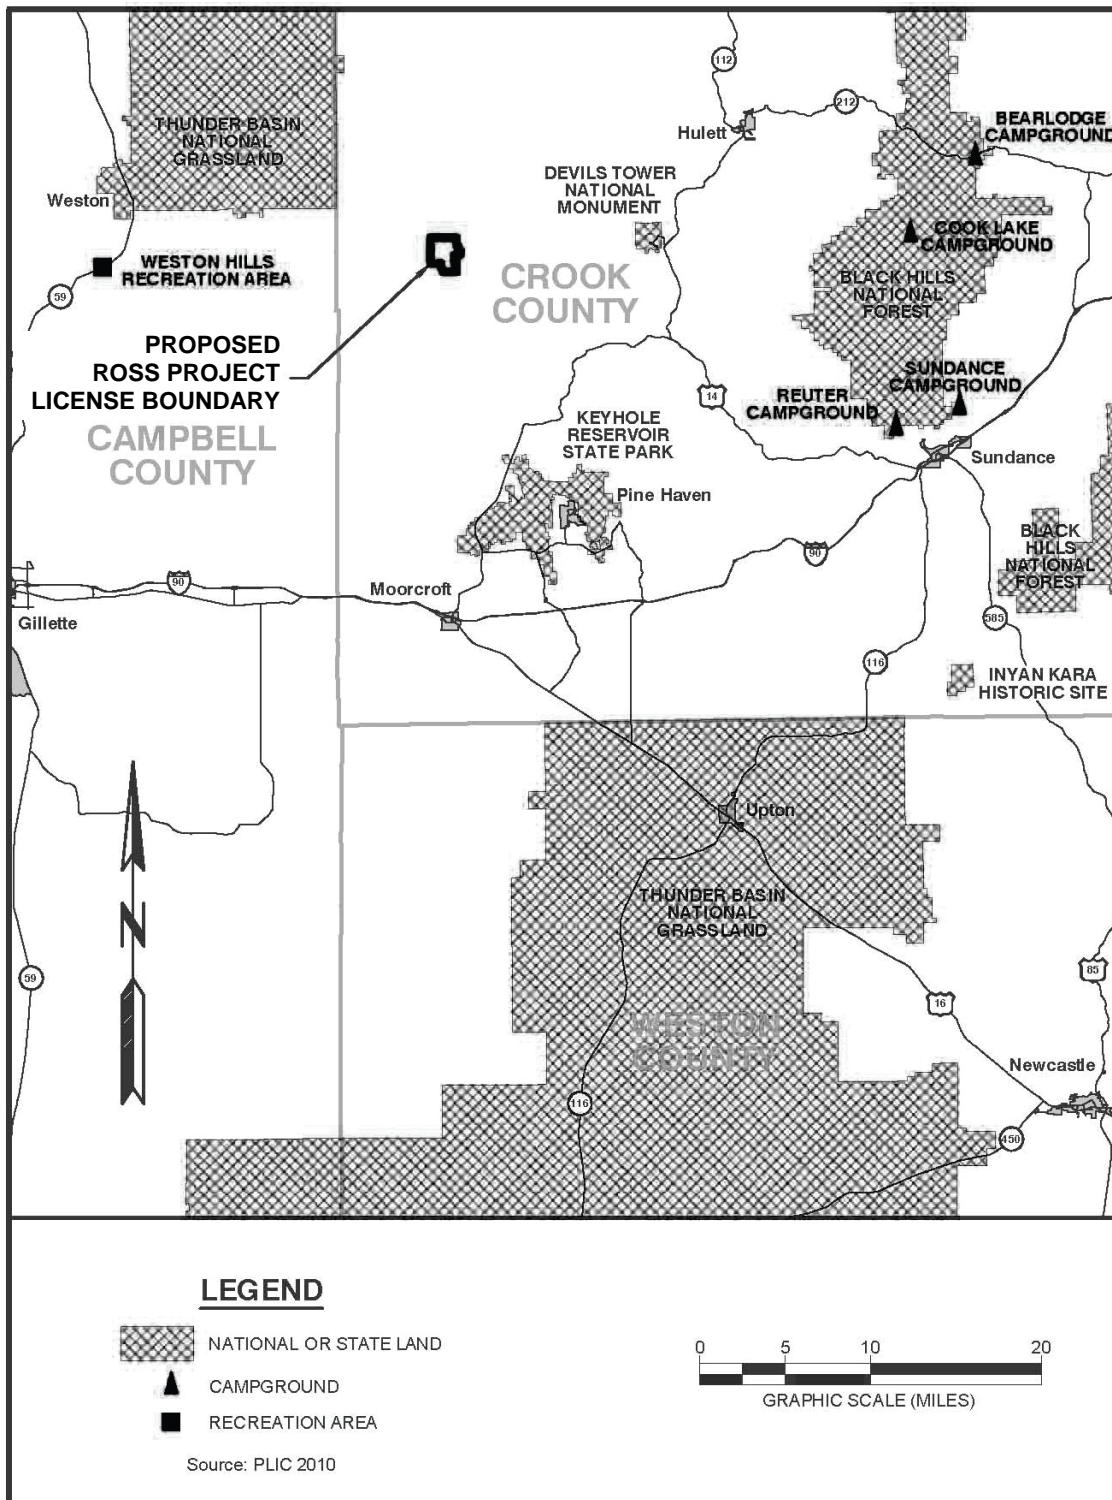 112
212
BEARLODGE
CAMPGROUND
Hulett
THUNDER BASIN
NATIONAL
GRASSLAND
DEVILS TOWER
NATIONAL
MONUMENT
Weston
COOK LAKE
CAMPGROUND
WESTON HILLS
RECREATION AREA
CROOK
COUNTY
BLACK HILLS
NATIONAL
FOREST
59
PROPOSED
ROSS PROJECT
LICENSE BOUNDARY
SUNDANCE
CAMPGROUND
REUTER
CAMPGROUND
14
CAMPBELL
COUNTY
KEYHOLE
RESERVOIR
STATE PARK
Sundance
Pine Haven
BLACK
HILLS
NATIONAL
FOREST
90
90
Moorcroft
Gillette
585
116
INYAN KARA
HISTORIC SITE
Upton
THUNDER BASIN
NATIONAL
GRASSLAND
N
59
85
16
WESTON
COUNTY
Newcastle
116
450
LEGEND
NATIONAL OR STATE LAND
CAMPGROUND
RECREATION AREA
Source: PLIC 2010
0 5 10 20
GRAPHIC SCALE (MILES)